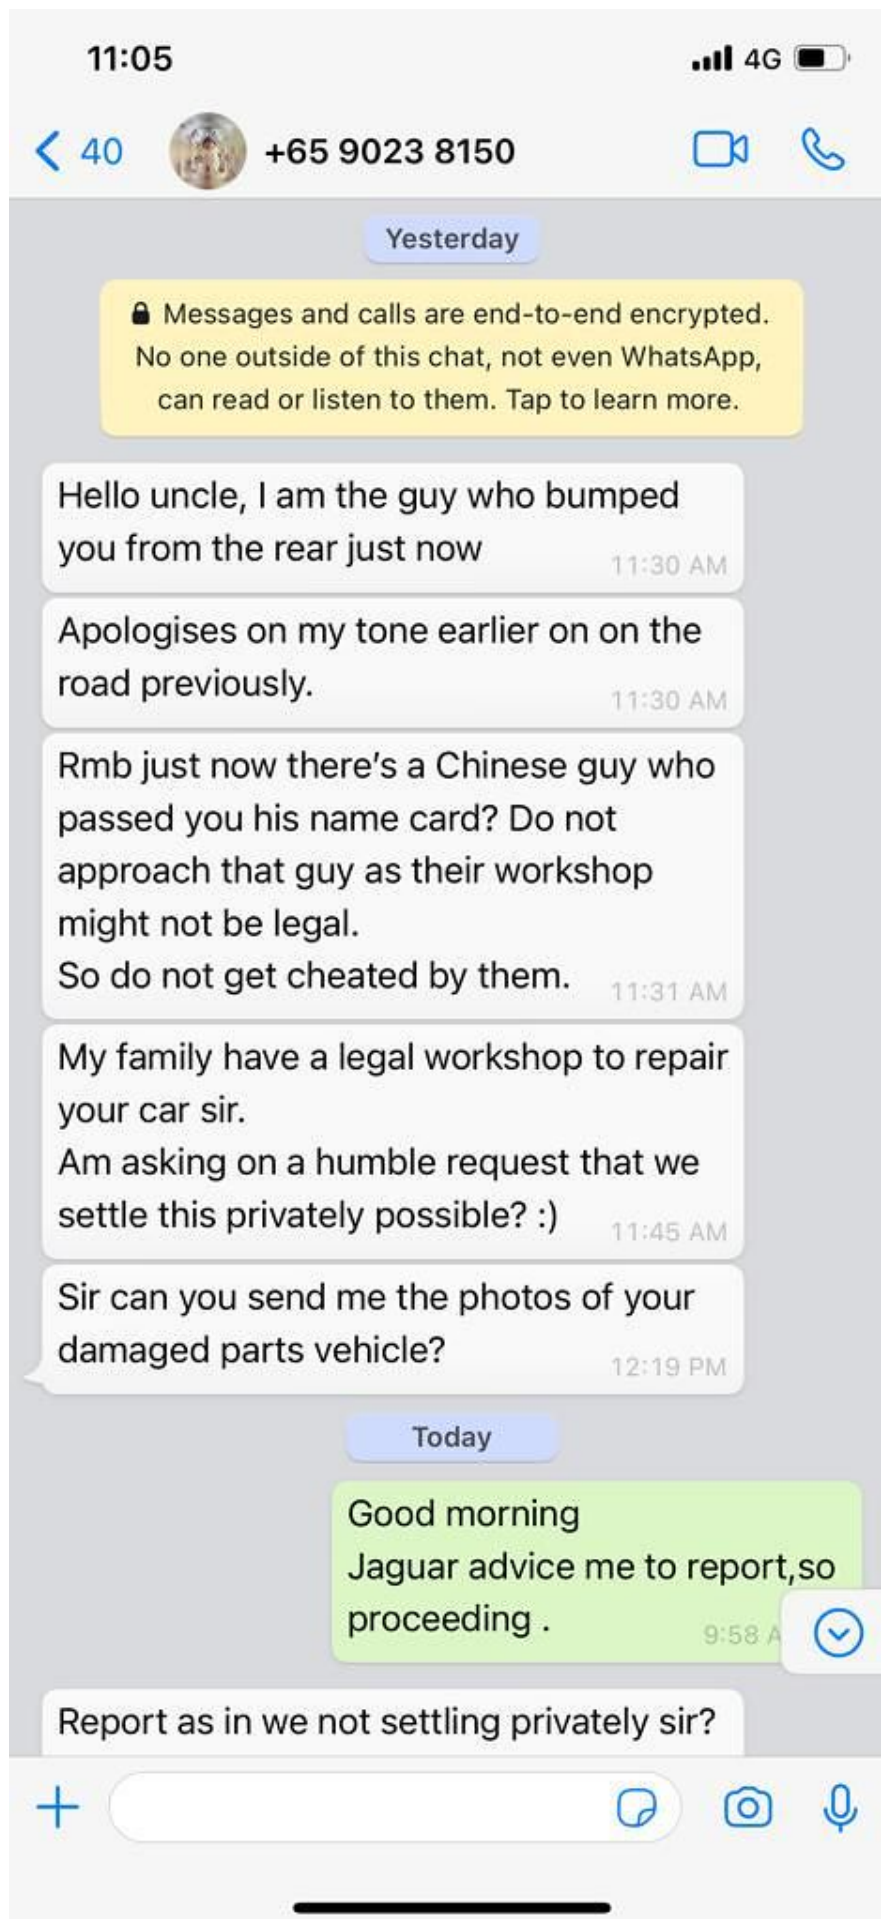 11:05
4G
40
+65 9023 8150
Yesterday
Messages and calls are end-to-end encrypted.
No one outside of this chat, not even WhatsApp,
can read or listen to them. Tap to learn more.
Hello uncle, I am the guy who bumped
you from the rear just now
11:30 AM
Apologises on my tone earlier on on the
road previously.
11:30 AM
Rmb just now there's a Chinese guy who
passed you his name card? Do not
approach that guy as their workshop
might not be legal.
So do not get cheated by them.
11:31 AM
My family have a legal workshop to repair
your car sir.
Am asking on a humble request that we
settle this privately possible? :)
11:45 AM
Sir can you send me the photos of your
damaged parts vehicle?
12:19 PM
Today
Good morning
Jaguar advice me to report,so
proceeding .
9:58 A
Report as in we not settling privately sir?